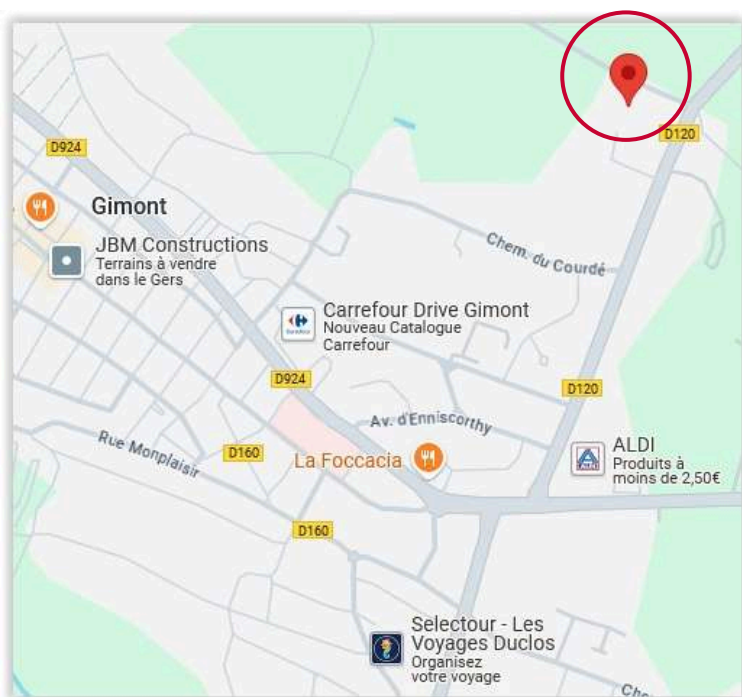 D120
D924
Gimont
JBM Constructions
Terrains à vendre
dans le Gers
Chem. du Courdé
Carrefour Drive Gimont
Nouveau Catalogue
Carrefour
D924
D120
Av. d'Enniscorthy
Rue Monplaisir
D160
La Foccacia
ALDI
Produits à
moins de 2,50€
D160
Selectour - Les
Voyages Duclos
Organisez
votre voyage